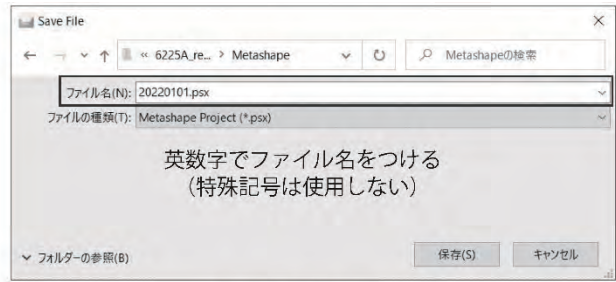 Save File
« 6225A_re... > Metashape
Metashapeの検索
ファイル名(N): 20220101.psx
ファイルの種類(T): Metashape Project (*.psx)
英数字でファイル名をつける
(特殊記号は使用しない)
フォルダーの参照(B)
保存(S)
キャンセル